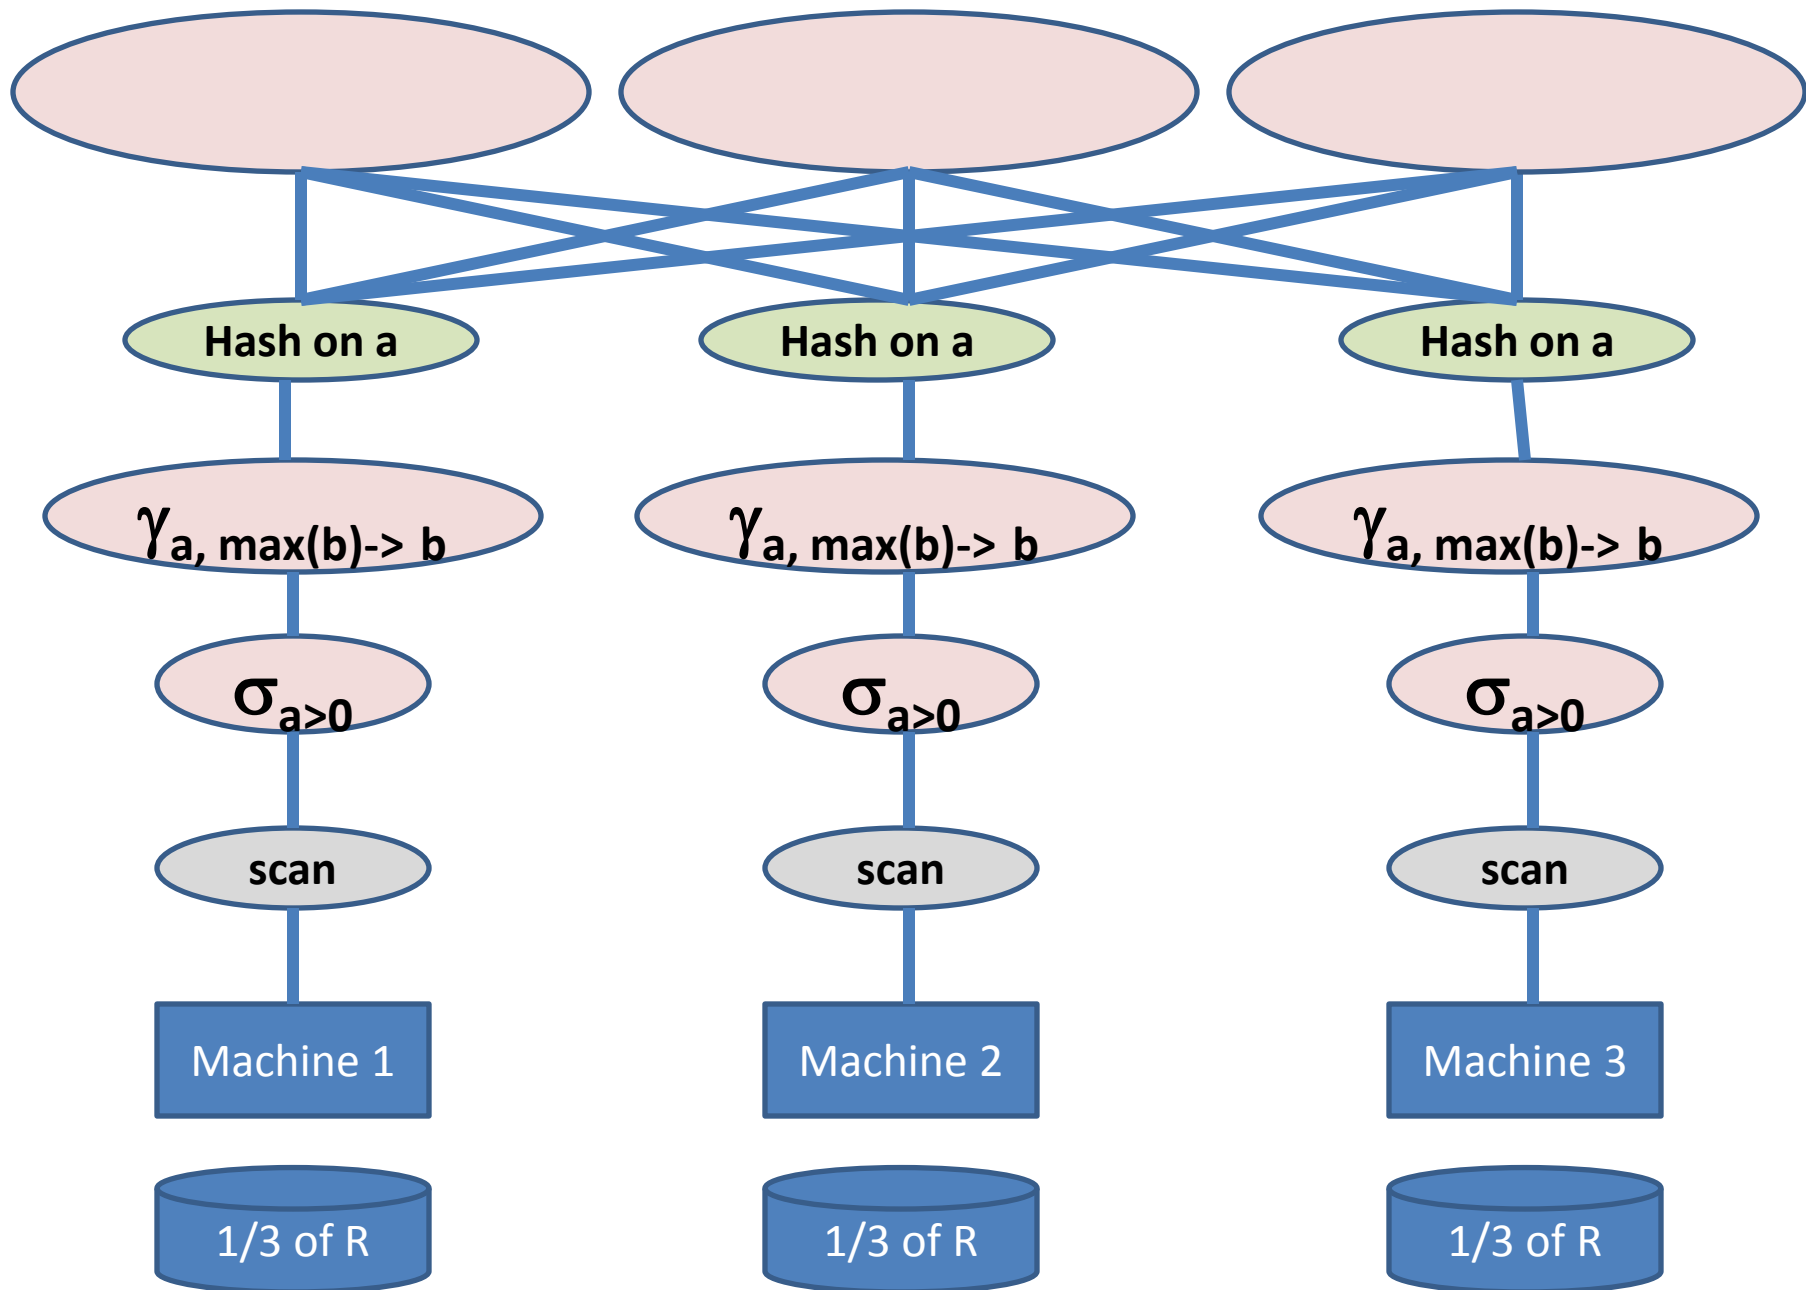 Hash on a
Hash on a
Hash on a
γa, max(b)-> b
γa, max(b)-> b
γa, max(b)-> b
σa>0
σa>0
σa>0
scan
scan
scan
Machine 1
Machine 2
Machine 3
1/3 of R
1/3 of R
1/3 of R